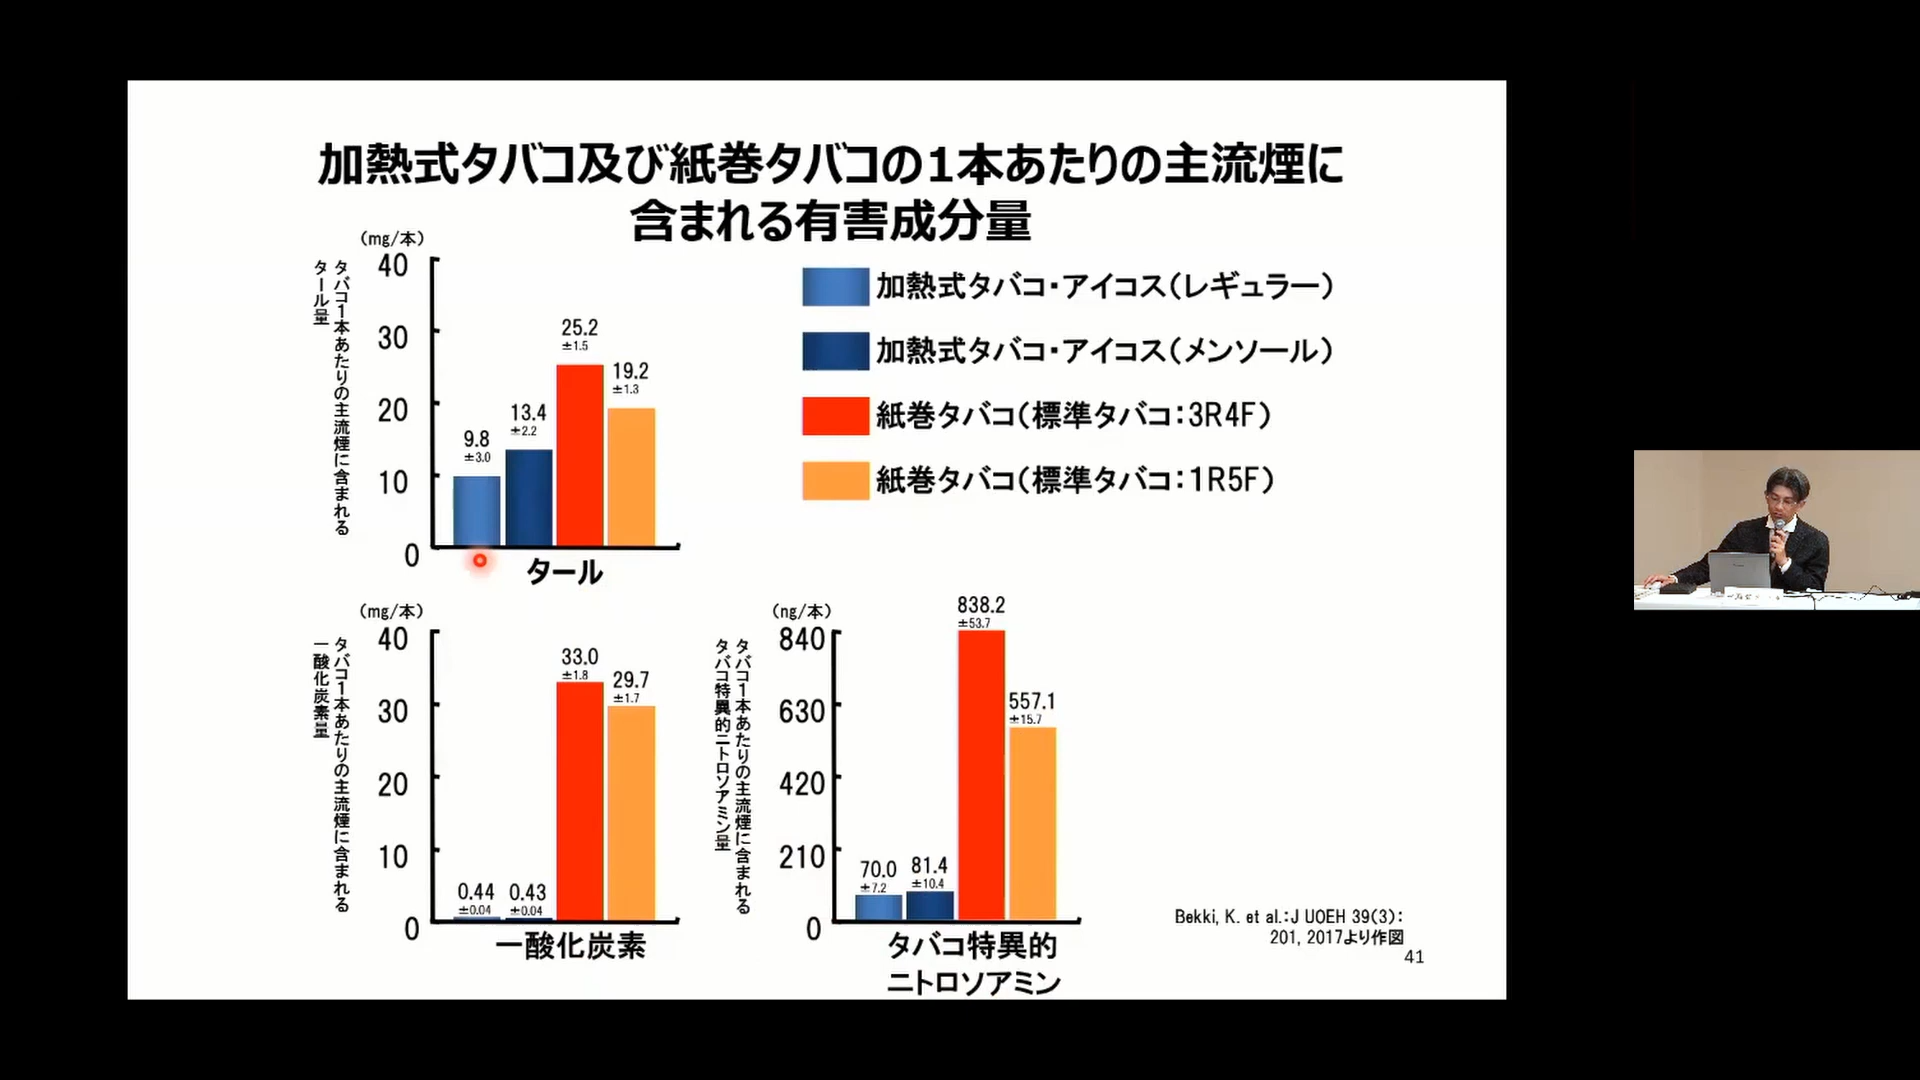 加熱式タバコ及び紙巻タバコの1本あたりの主流煙に
含まれる有害成分量
(mg/本)
タバコ1本あたりの主流煙に含まれる
タール量
40
30
20
10
0
9.8
±3.0
13.4
±2.2
25.2
±1.5
19.2
±1.3
タール
加熱式タバコ・アイコス(レギュラー)
加熱式タバコ・アイコス(メンソール)
紙巻タバコ(標準タバコ:3R4F)
紙巻タバコ(標準タバコ:1R5F)
(mg/本)
タバコ1本あたりの主流煙に含まれる
一酸化炭素量
40
30
20
10
0
0.44
±0.04
0.43
±0.04
33.0
±1.8
29.7
±1.7
一酸化炭素
(ng/本)
タバコ1本あたりの主流煙に含まれる
タバコ特異的ニトロソアミン量
840
630
420
210
0
70.0
±7.2
81.4
±10.4
838.2
±53.7
557.1
±15.7
タバコ特異的
ニトロソアミン
Bekki, K. et al.:J UOEH 39(3):
201, 2017より作図
41